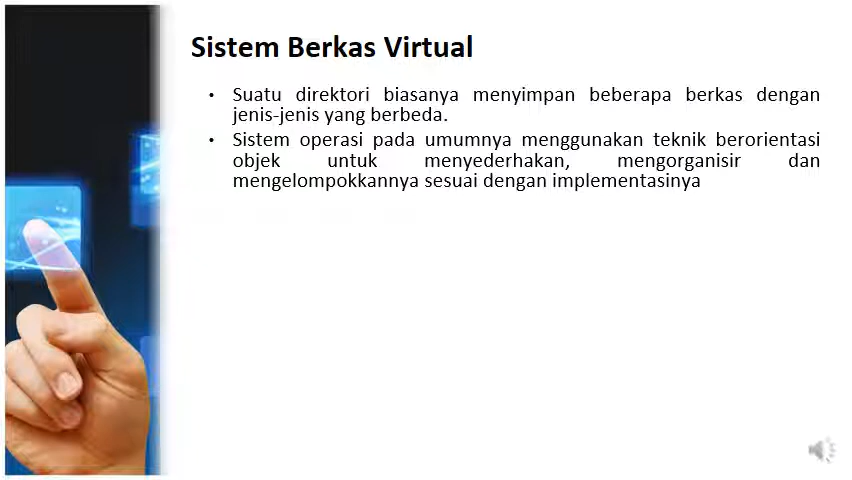 Sistem Berkas Virtual
• Suatu direktori biasanya menyimpan beberapa berkas dengan
jenis-jenis yang berbeda.
• Sistem operasi pada umumnya menggunakan teknik berorientasi
objek untuk menyederhakan, mengorganisir dan
mengelompokkannya sesuai dengan implementasinya